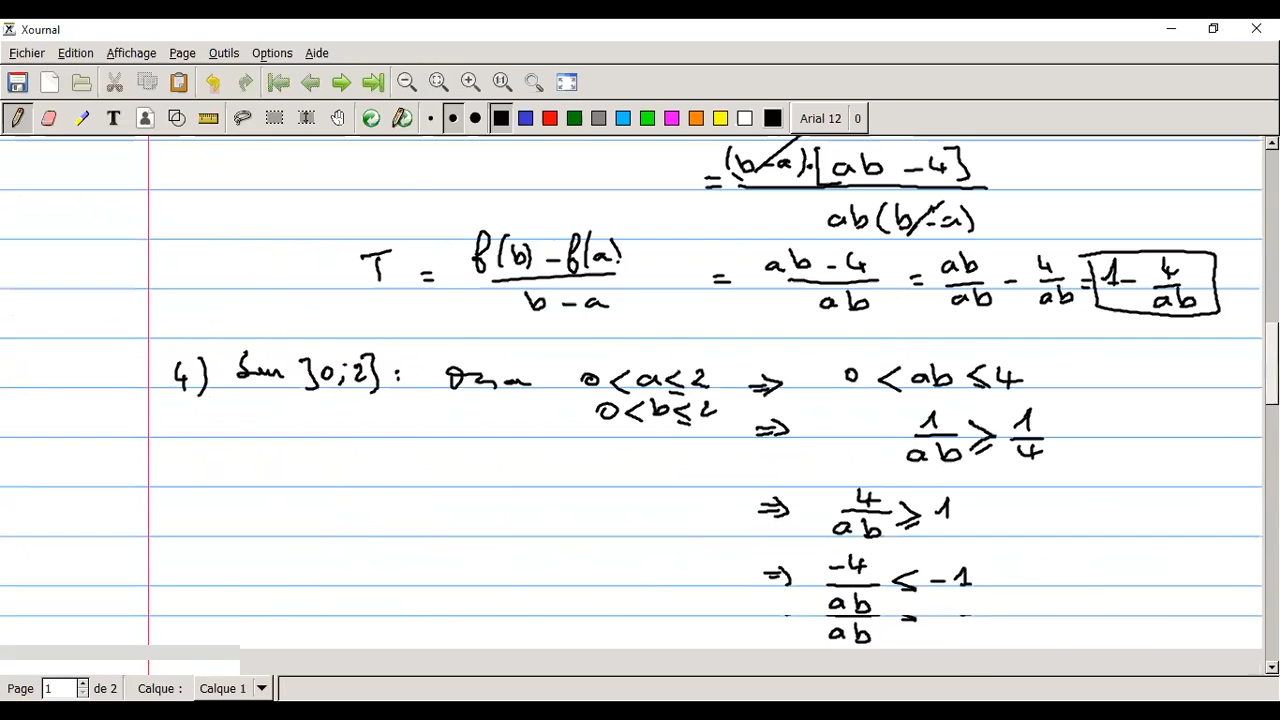 Xournal
Fichier Edition Affichage Page Outils Options Aide
Arial 12 0
= (b-a).[ab - 4] / ab(b-a)
T = f(b) - f(a) / b - a = ab - 4 / ab = ab/ab - 4/ab = 1 - 4/ab
4) Sur ]0;2] : On a 0 < a ≤ 2 ⇒ 0 < ab ≤ 4
0 < b ≤ 2
⇒ 1/ab ≥ 1/4
⇒ 4/ab ≥ 1
⇒ -4/ab ≤ -1
ab =
Page 1 de 2 Calque : Calque 1